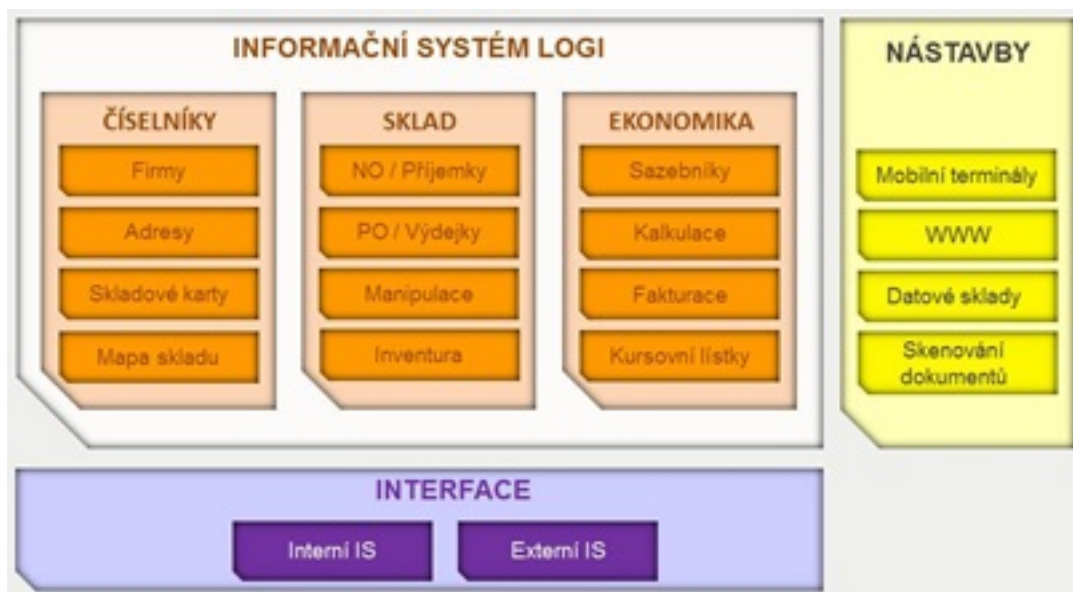 INFORMAČNÍ SYSTÉM LOGI
ČÍSELNÍKY
Firmy
Adresy
Skladové karty
Mapa skladu
SKLAD
NO / Příjemky
PO / Výdejky
Manipulace
Inventura
EKONOMIKA
Sazebníky
Kalkulace
Fakturace
Kursovní lístky
NÁSTAVBY
Mobilní terminály
WWW
Datové sklady
Skenování
dokumentů
INTERFACE
Interní IS
Externí IS